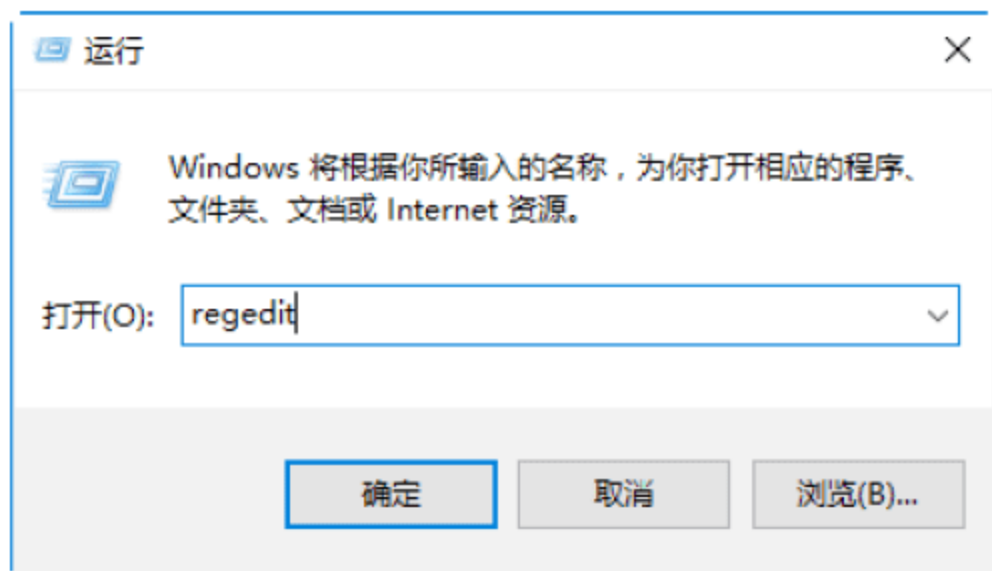 运行
Windows 将根据你所输入的名称，为你打开相应的程序、
文件夹、文档或 Internet 资源。
打开(O): regedit
确定 取消 浏览(B)...